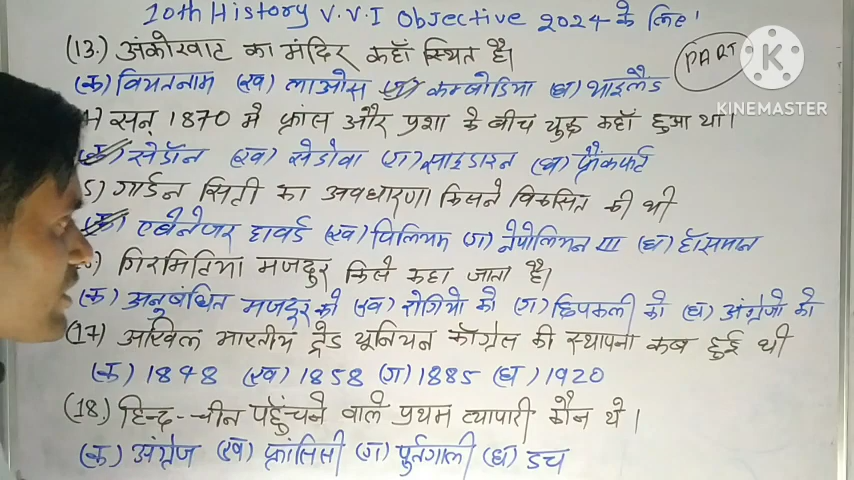 10th History V.V.I Objective 2024 के लिए
PART
KINEMASTER
(13.) अंकोरवाट का मंदिर कहाँ स्थित है।
(क) वियतनाम (ख) लाओस (ग) कम्बोडिया (घ) थाइलैंड
सन् 1870 में फ्रांस और प्रशा के बीच युद्ध कहाँ हुआ था।
(क) सेडॉन (ख) सेडोवा (ग) साइडाइन (घ) फ्रैंकफर्ट
5) गार्डन सिटी का अवधारणा किसने विकसित की थी
(क) एबेनेजर हावर्ड (ख) विलियम (ग) नेपोलियन III (घ) हॉसमान
गिरमिटिया मजदूर किसे कहा जाता है।
(क) अनुबंधित मजदूर को (ख) रोगियो को (ग) छिपकली को (घ) अंग्रेजो को
(17) अखिल भारतीय ट्रेड यूनियन कॉग्रेस की स्थापना कब हुई थी
(क) 1848 (ख) 1858 (ग) 1885 (घ) 1920
(18.) हिन्द-चीन पहुँचने वाले प्रथम व्यापारी कौन थे।
(क) अंग्रेज (ख) फ्रांसिसी (ग) पुर्तगाली (घ) डच